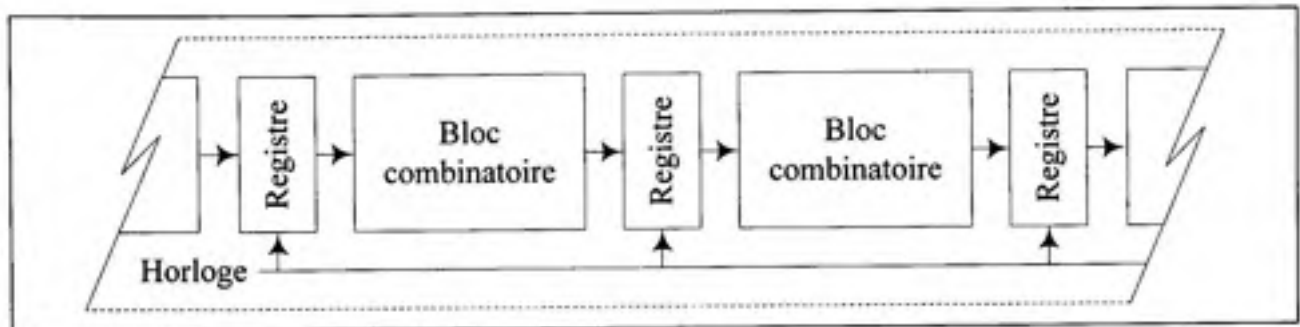 Registre
Bloc
combinatoire
Registre
Bloc
combinatoire
Registre
Horloge